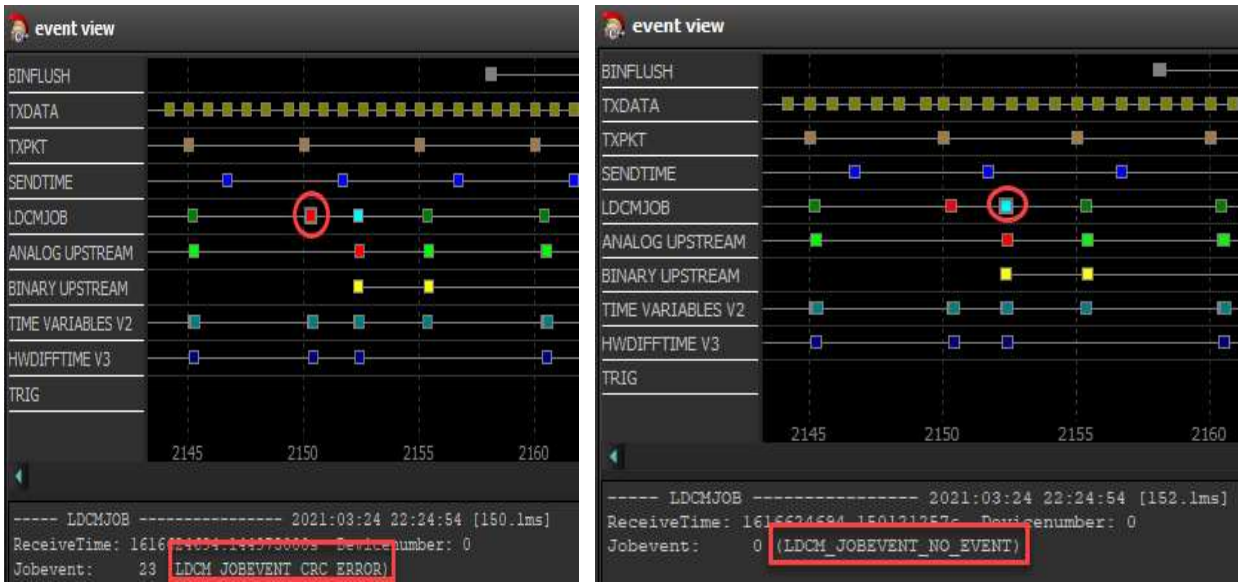 event view
BINFLUSH
TXDATA
TXPKT
SENDTIME
LDCMJOB
ANALOG UPSTREAM
BINARY UPSTREAM
TIME VARIABLES V2
HWDIFFTIME V3
TRIG
2145 2150 2155 2160
----- LDCMJOB ---------------- 2021:03:24 22:24:54 [150.1ms]
ReceiveTime: Devicenumber: 0
Jobevent: 23 (LDCM_JOBEVENT_CRC_ERROR)
event view
BINFLUSH
TXDATA
TXPKT
SENDTIME
LDCMJOB
ANALOG UPSTREAM
BINARY UPSTREAM
TIME VARIABLES V2
HWDIFFTIME V3
TRIG
2145 2150 2155 2160
----- LDCMJOB ---------------- 2021:03:24 22:24:54 [152.1ms]
ReceiveTime: Devicenumber: 0
Jobevent: 0 (LDCM_JOBEVENT_NO_EVENT)